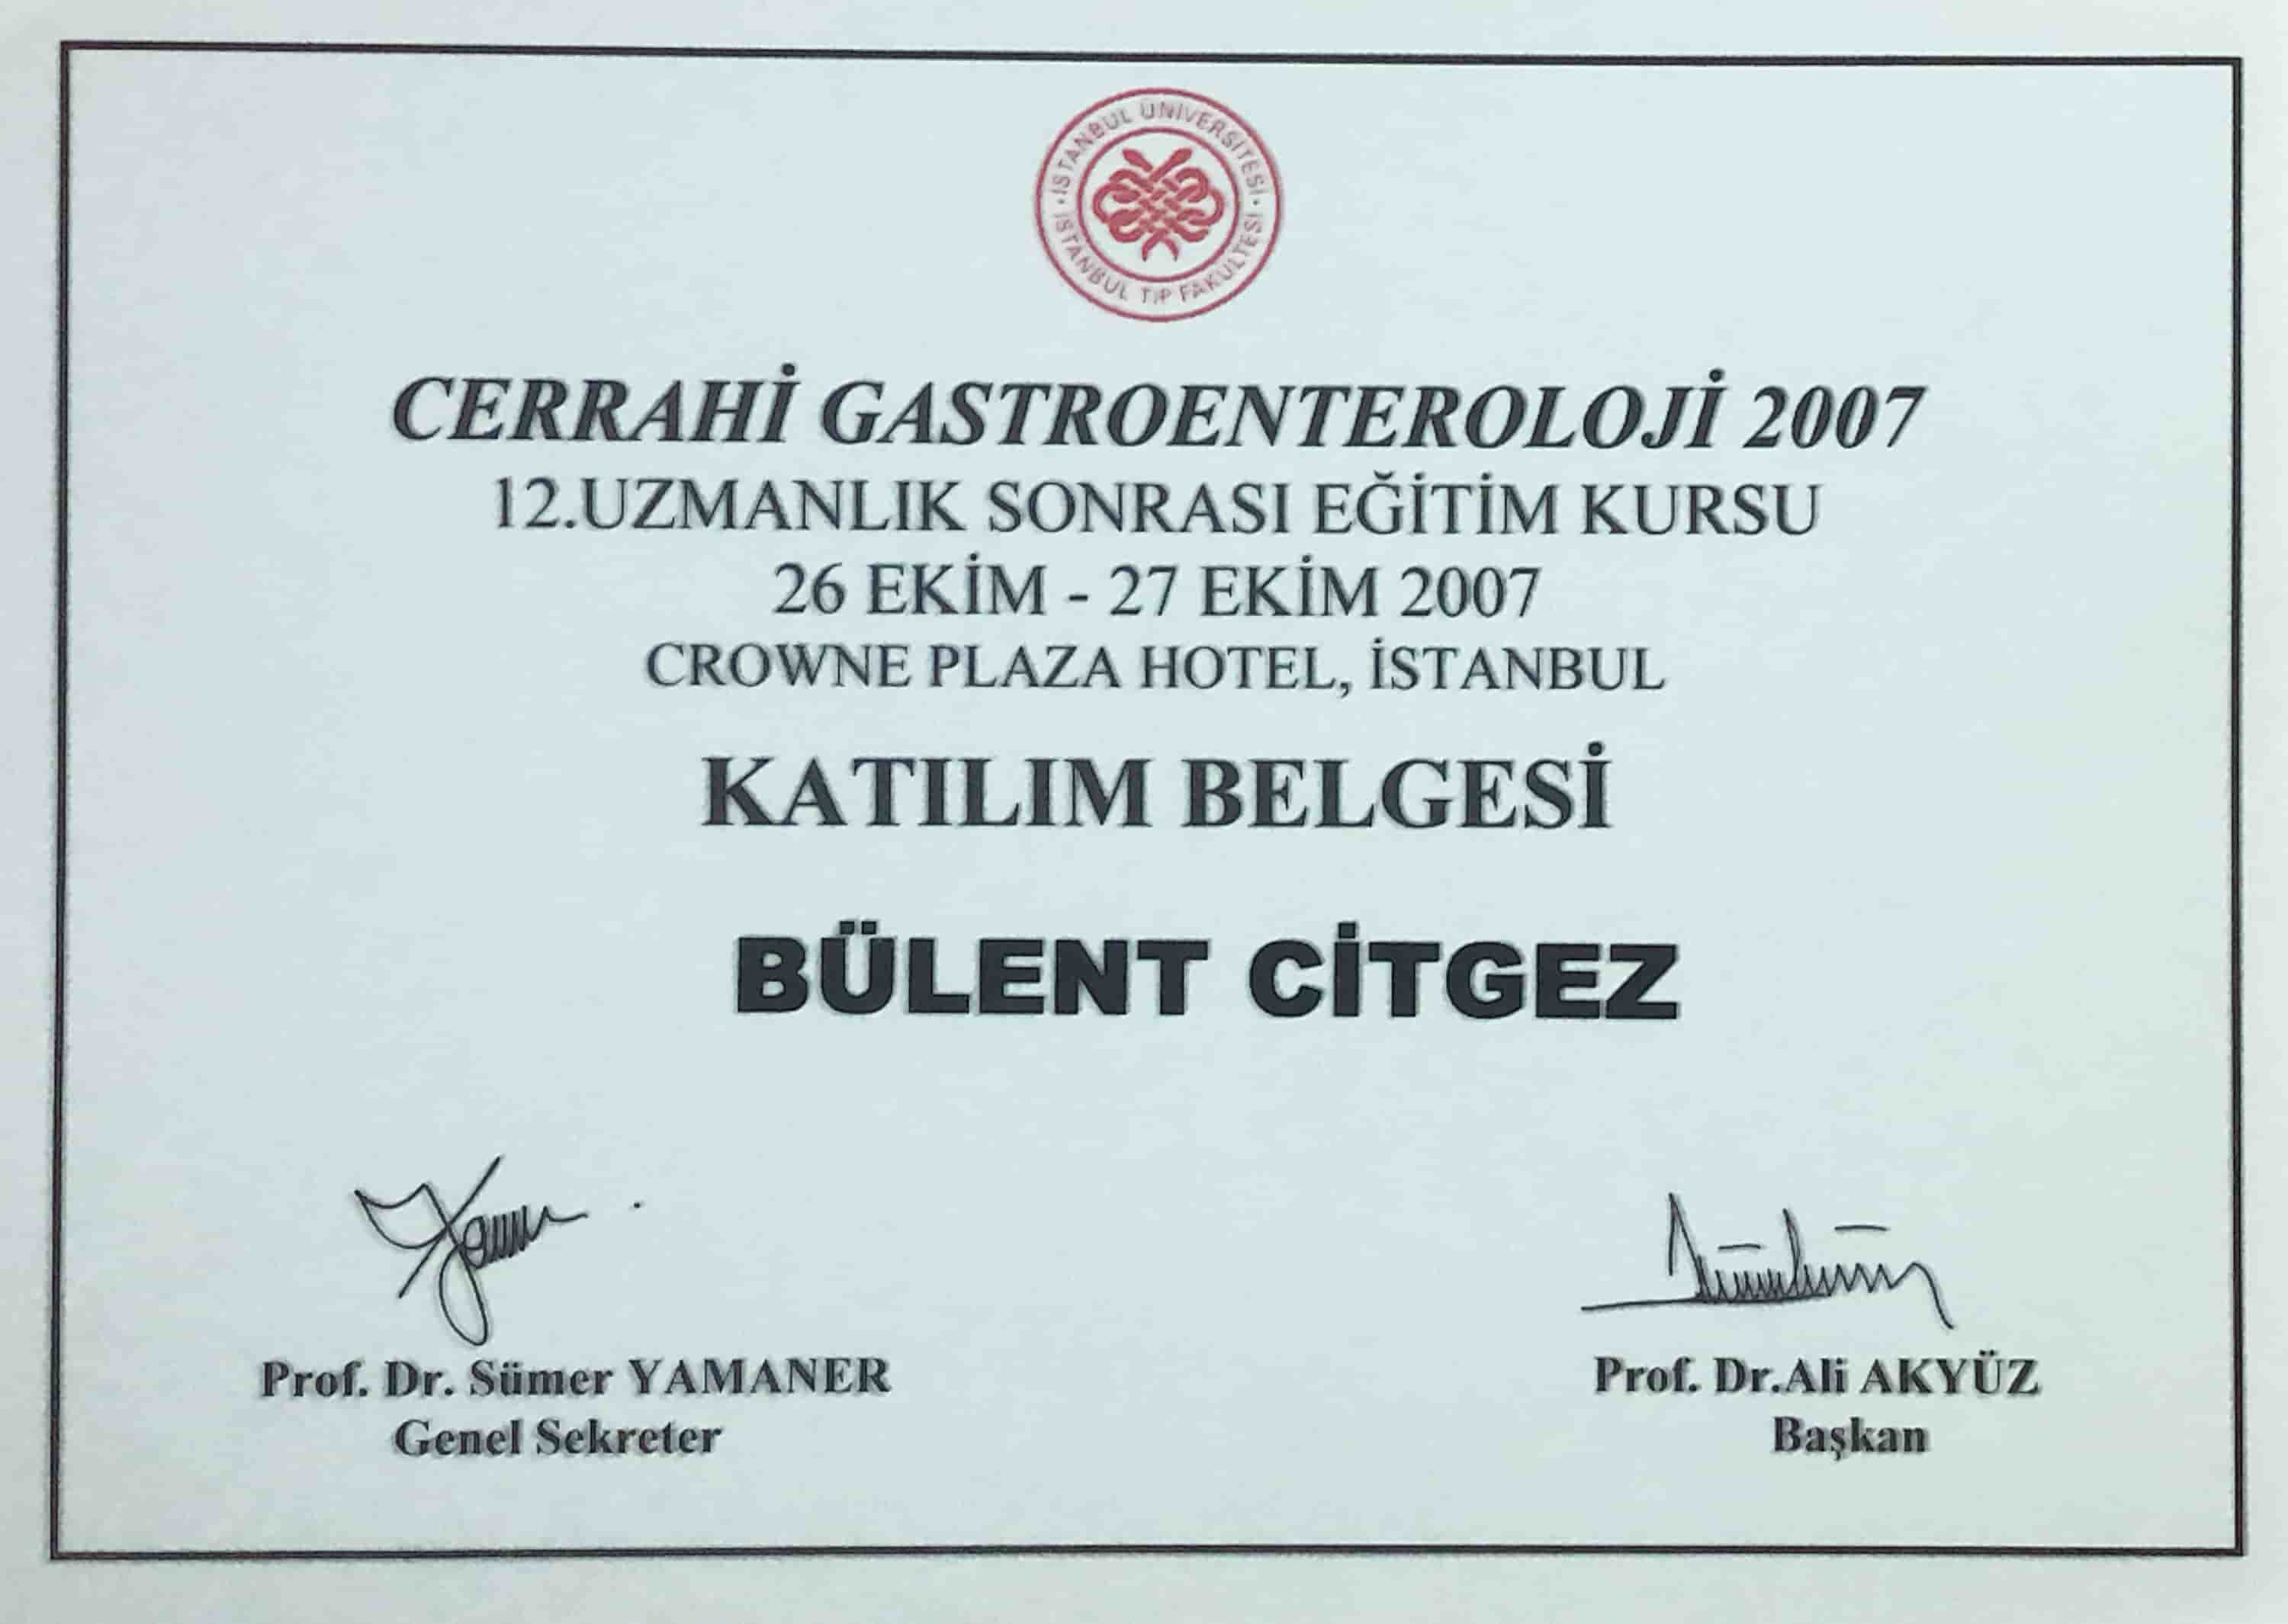 İSTANBUL ÜNİVERSİTESİ
İSTANBUL TIP FAKÜLTESİ
CERRAHİ GASTROENTEROLOJİ 2007
12.UZMANLIK SONRASI EĞİTİM KURSU
26 EKİM - 27 EKİM 2007
CROWNE PLAZA HOTEL, İSTANBUL
KATILIM BELGESİ
BÜLENT CİTGEZ
Prof. Dr. Sümer YAMANER
Genel Sekreter
Prof. Dr.Ali AKYÜZ
Başkan